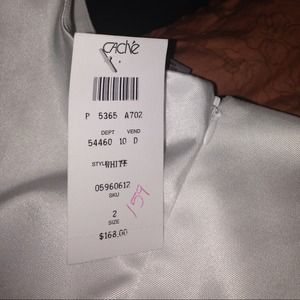 Caché
P 5365 A702
DEPT VEND
54460 10 D
STYLE WHITE
05960612
SKU
2
SIZE
$168.00
159